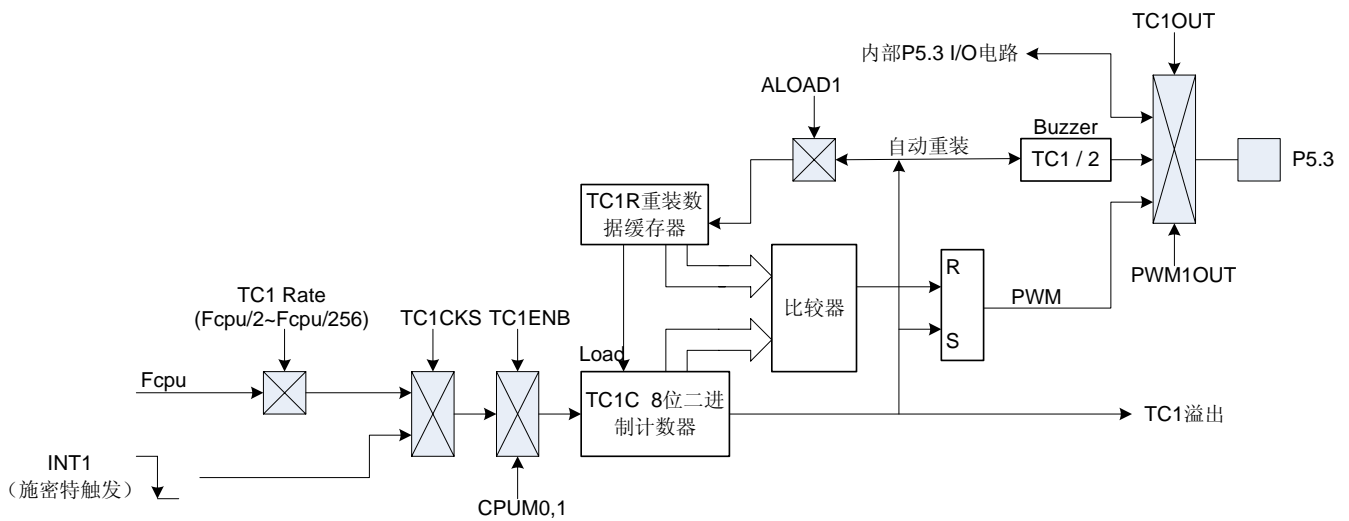 TC1OUT
内部P5.3 I/O电路
ALOAD1
Buzzer
自动重装
TC1 / 2
P5.3
TC1R重装数
据缓存器
PWM1OUT
R
S
PWM
比较器
TC1 Rate
(Fcpu/2~Fcpu/256)
TC1CKS
TC1ENB
Load
Fcpu
TC1C 8位二进
制计数器
TC1溢出
INT1
（施密特触发）
CPUM0,1